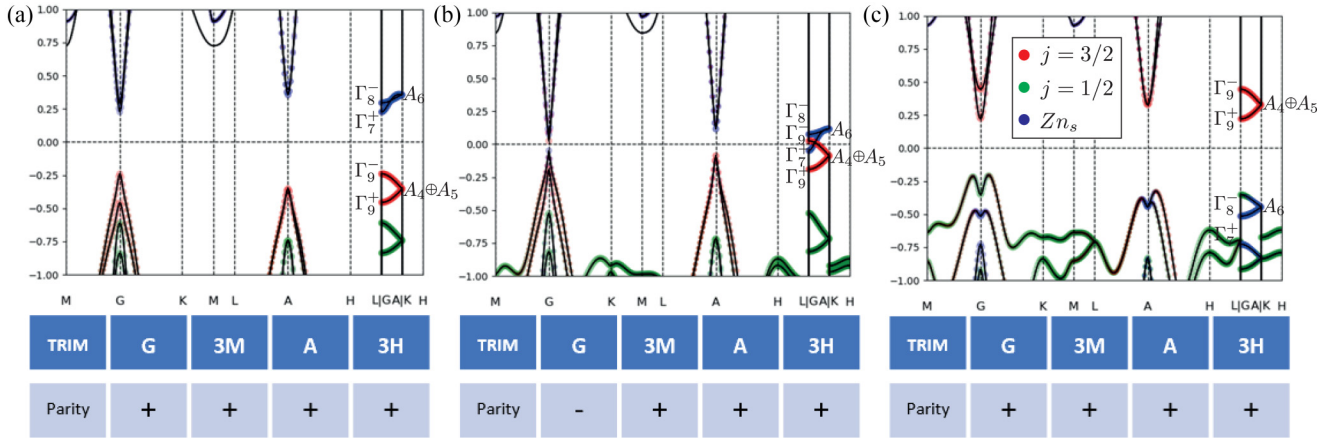 (a)
1.00
0.75
0.50
0.25
0.00
−0.25
−0.50
−0.75
−1.00
Γ₈⁻
Γ₇⁺
A₆
Γ₉⁻
Γ₉⁺
A₄⊕A₅
M G K M L A H L|GA|K H
TRIM G 3M A 3H
Parity + + + +
(b)
1.00
0.75
0.50
0.25
0.00
−0.25
−0.50
−0.75
−1.00
Γ₈⁻
Γ₉⁻
A₆
Γ₇⁺
A₄⊕A₅
Γ₉⁺
M G K M L A H L|GA|K H
TRIM G 3M A 3H
Parity - + + +
(c)
1.00
0.75
0.50
0.25
0.00
−0.25
−0.50
−0.75
−1.00
j = 3/2
j = 1/2
Znₛ
Γ₉⁻
Γ₉⁺
A₄⊕A₅
Γ₈⁻
A₆
Γ₇⁺
M G K M L A H L|GA|K H
TRIM G 3M A 3H
Parity + + + +